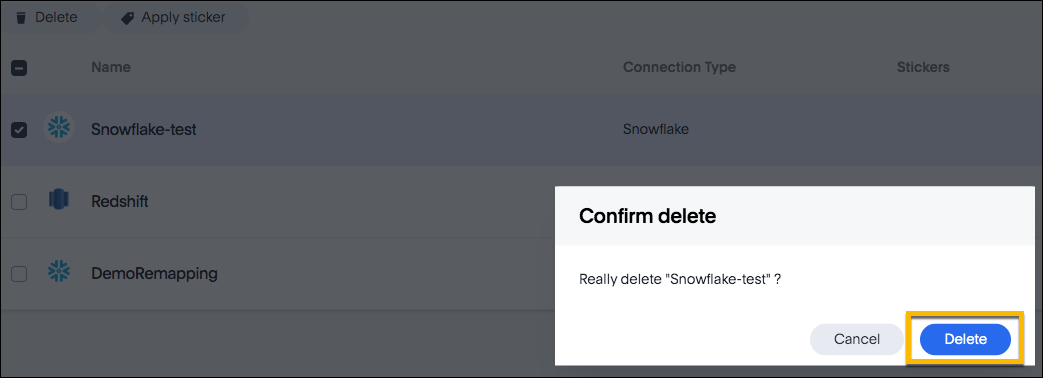 Delete Apply sticker
Name Connection Type Stickers
Snowflake-test Snowflake
Redshift
DemoRemapping
Confirm delete
Really delete "Snowflake-test" ?
Cancel Delete